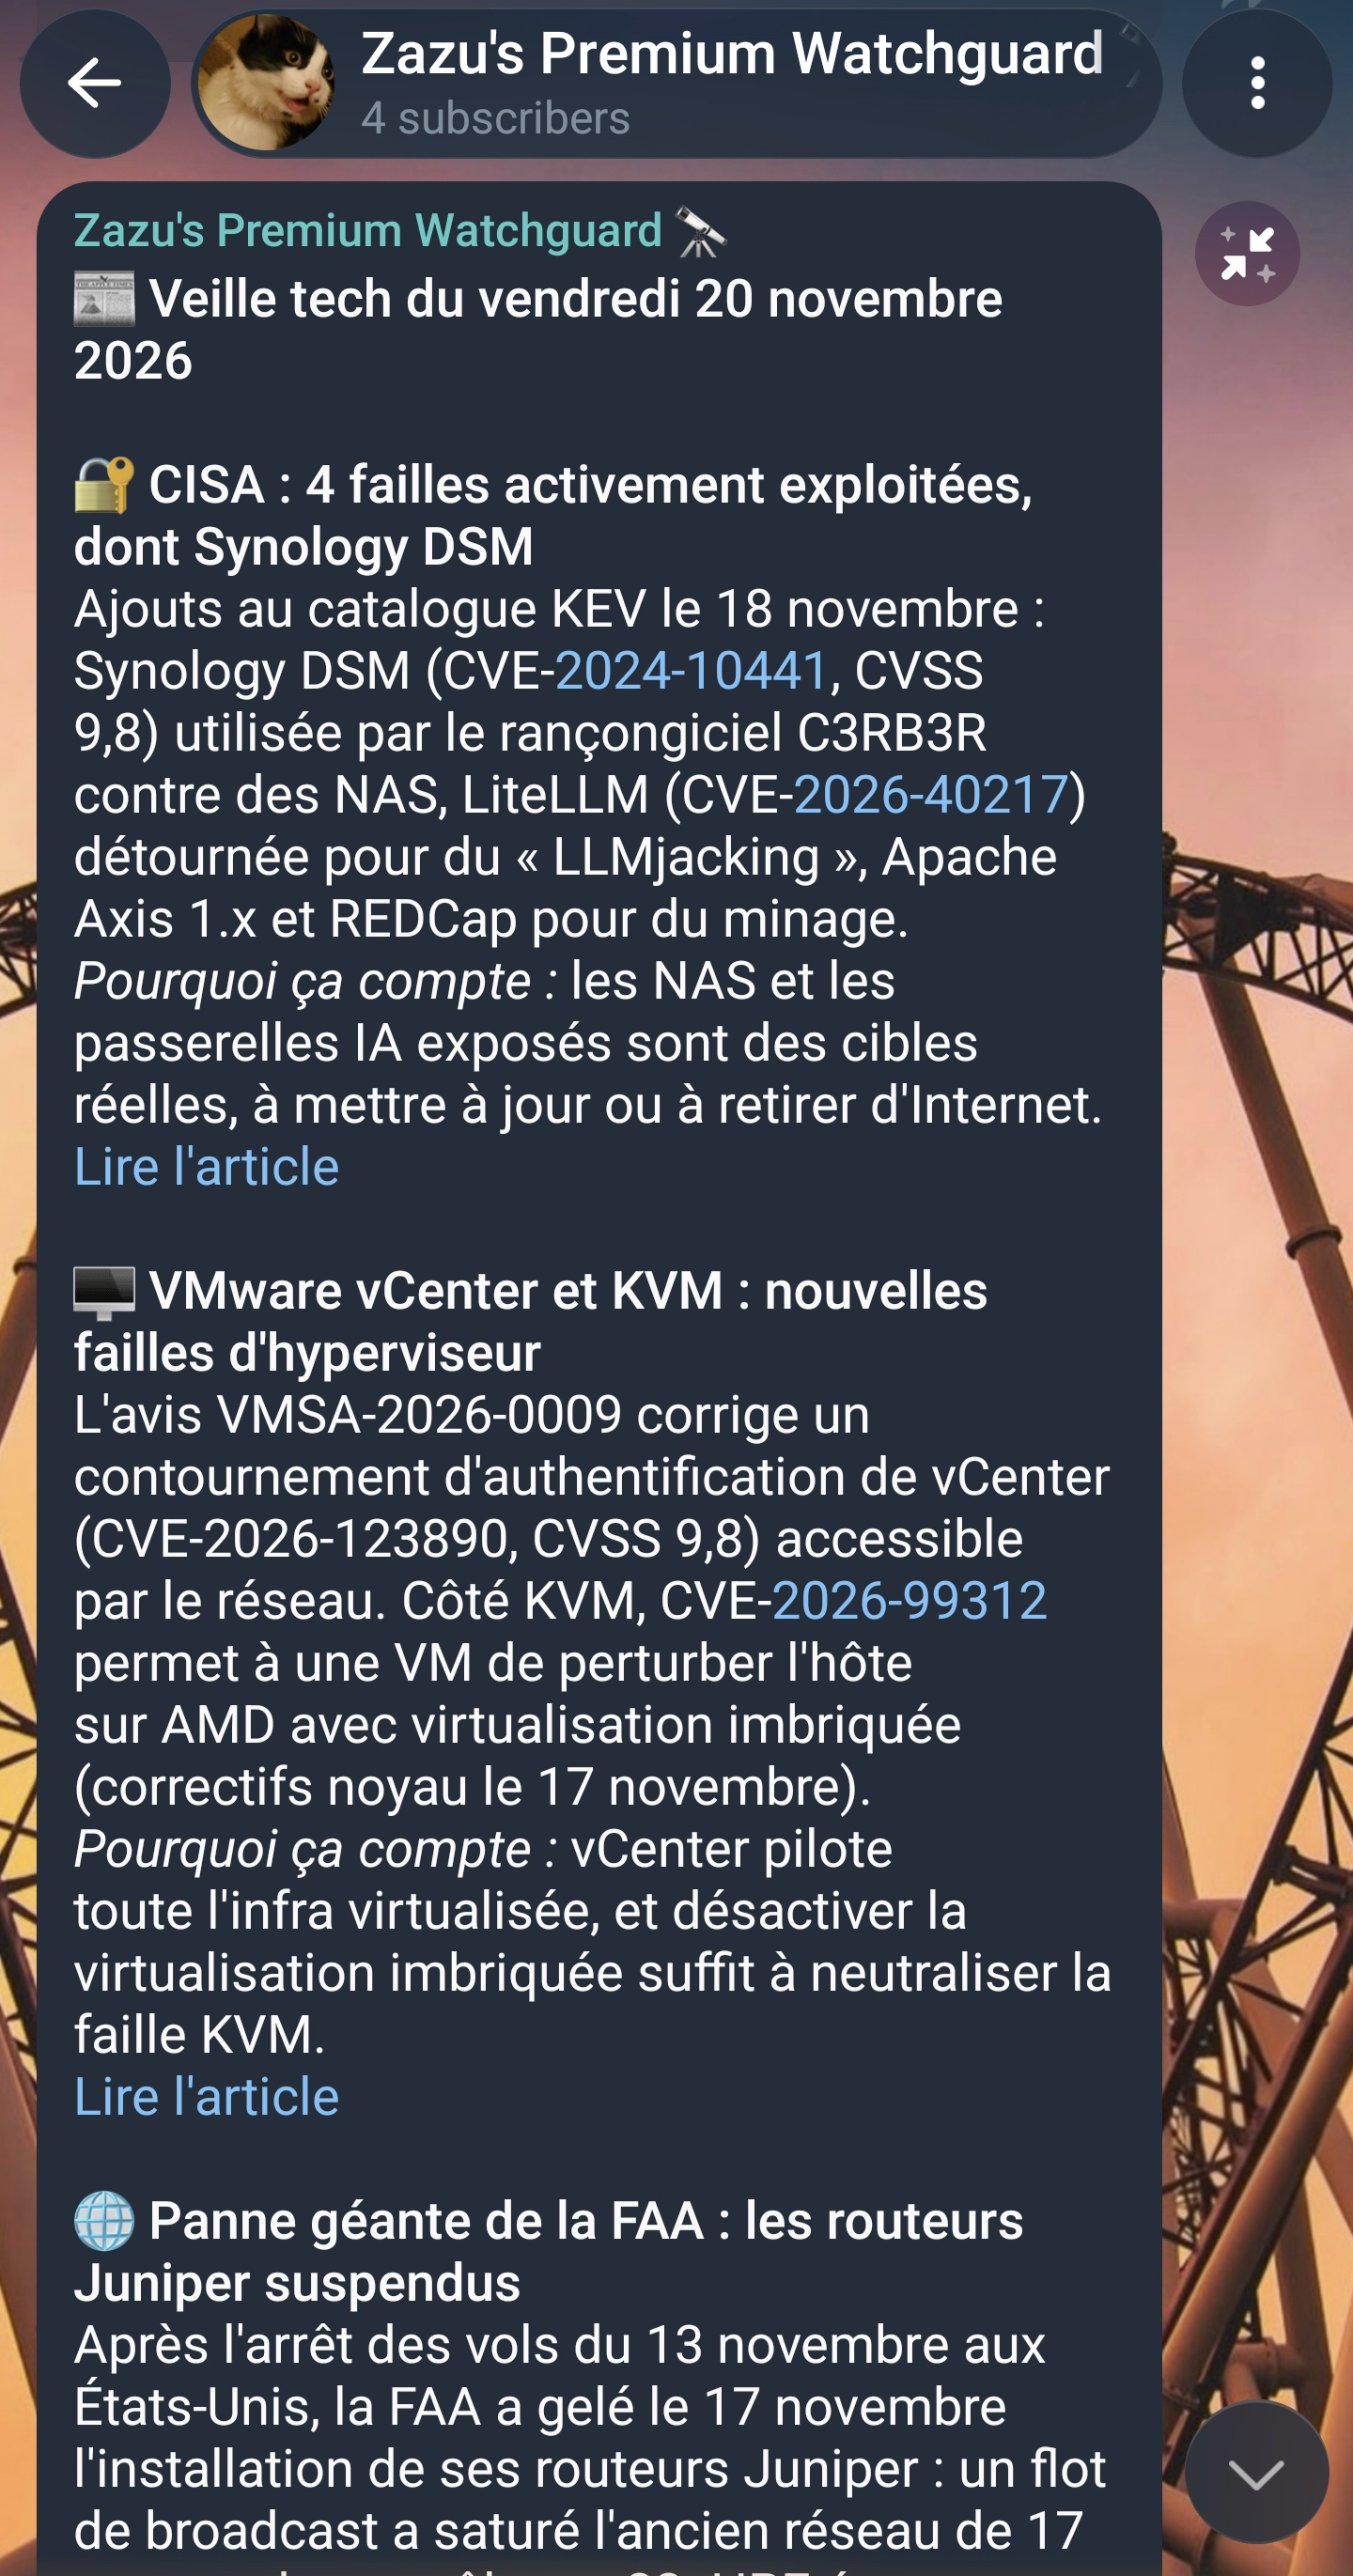 Zazu's Premium Watchguard
4 subscribers
Zazu's Premium Watchguard
Veille tech du vendredi 20 novembre
2026
CISA : 4 failles activement exploitées,
dont Synology DSM
Ajouts au catalogue KEV le 18 novembre :
Synology DSM (CVE-2024-10441, CVSS
9,8) utilisée par le rançongiciel C3RB3R
contre des NAS, LiteLLM (CVE-2026-40217)
détournée pour du « LLMjacking », Apache
Axis 1.x et REDCap pour du minage.
Pourquoi ça compte : les NAS et les
passerelles IA exposés sont des cibles
réelles, à mettre à jour ou à retirer d'Internet.
Lire l'article
VMware vCenter et KVM : nouvelles
failles d'hyperviseur
L'avis VMSA-2026-0009 corrige un
contournement d'authentification de vCenter
(CVE-2026-123890, CVSS 9,8) accessible
par le réseau. Côté KVM, CVE-2026-99312
permet à une VM de perturber l'hôte
sur AMD avec virtualisation imbriquée
(correctifs noyau le 17 novembre).
Pourquoi ça compte : vCenter pilote
toute l'infra virtualisée, et désactiver la
virtualisation imbriquée suffit à neutraliser la
faille KVM.
Lire l'article
Panne géante de la FAA : les routeurs
Juniper suspendus
Après l'arrêt des vols du 13 novembre aux
États-Unis, la FAA a gelé le 17 novembre
l'installation de ses routeurs Juniper : un flot
de broadcast a saturé l'ancien réseau de 17